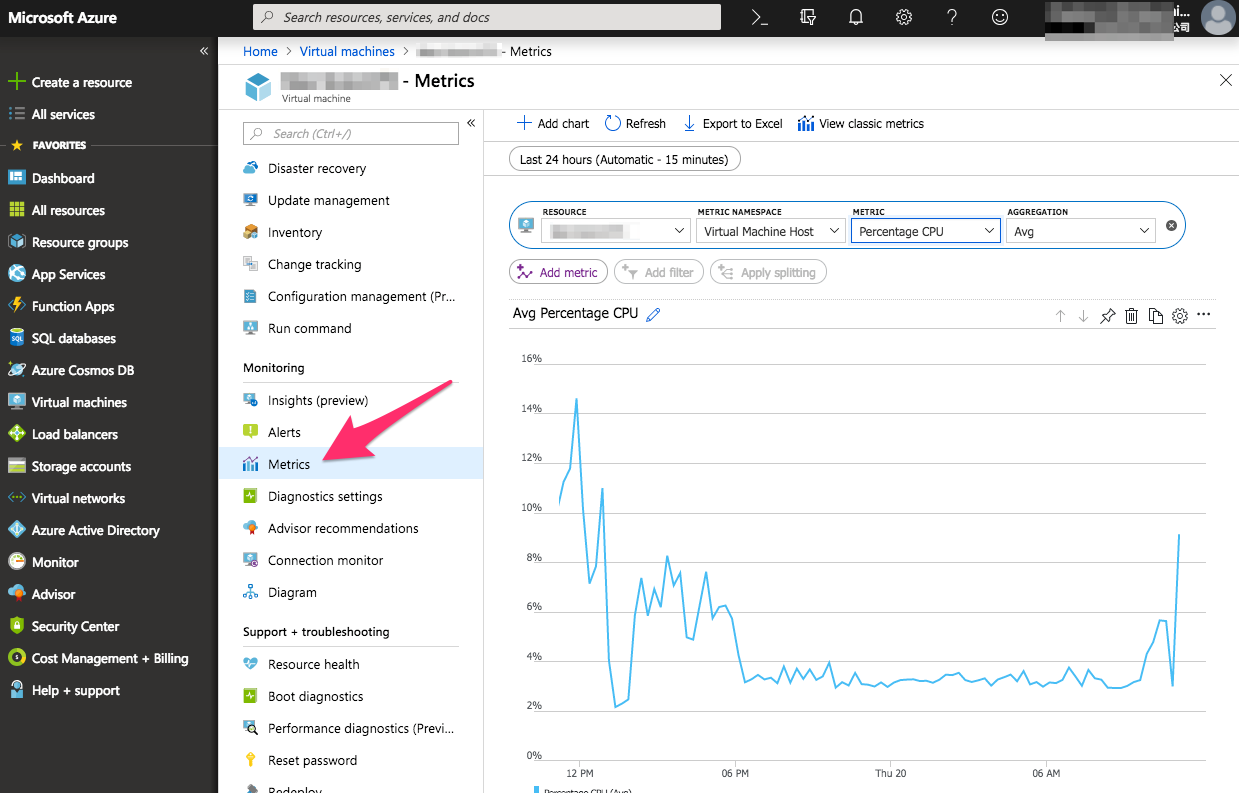 Microsoft Azure
Search resources, services, and docs
i...
公司
Home > Virtual machines > - Metrics
- Metrics
Virtual machine
Create a resource
All services
FAVORITES
Dashboard
All resources
Resource groups
App Services
Function Apps
SQL databases
Azure Cosmos DB
Virtual machines
Load balancers
Storage accounts
Virtual networks
Azure Active Directory
Monitor
Advisor
Security Center
Cost Management + Billing
Help + support
Search (Ctrl+/)
Disaster recovery
Update management
Inventory
Change tracking
Configuration management (Pr...
Run command
Monitoring
Insights (preview)
Alerts
Metrics
Diagnostics settings
Advisor recommendations
Connection monitor
Diagram
Support + troubleshooting
Resource health
Boot diagnostics
Performance diagnostics (Previ...
Reset password
Redeploy
Add chart
Refresh
Export to Excel
View classic metrics
Last 24 hours (Automatic - 15 minutes)
RESOURCE
METRIC NAMESPACE
METRIC
AGGREGATION
Virtual Machine Host
Percentage CPU
Avg
Add metric
Add filter
Apply splitting
Avg Percentage CPU
16%
14%
12%
10%
8%
6%
4%
2%
0%
12 PM
06 PM
Thu 20
06 AM
Percentage CPU (Avg)